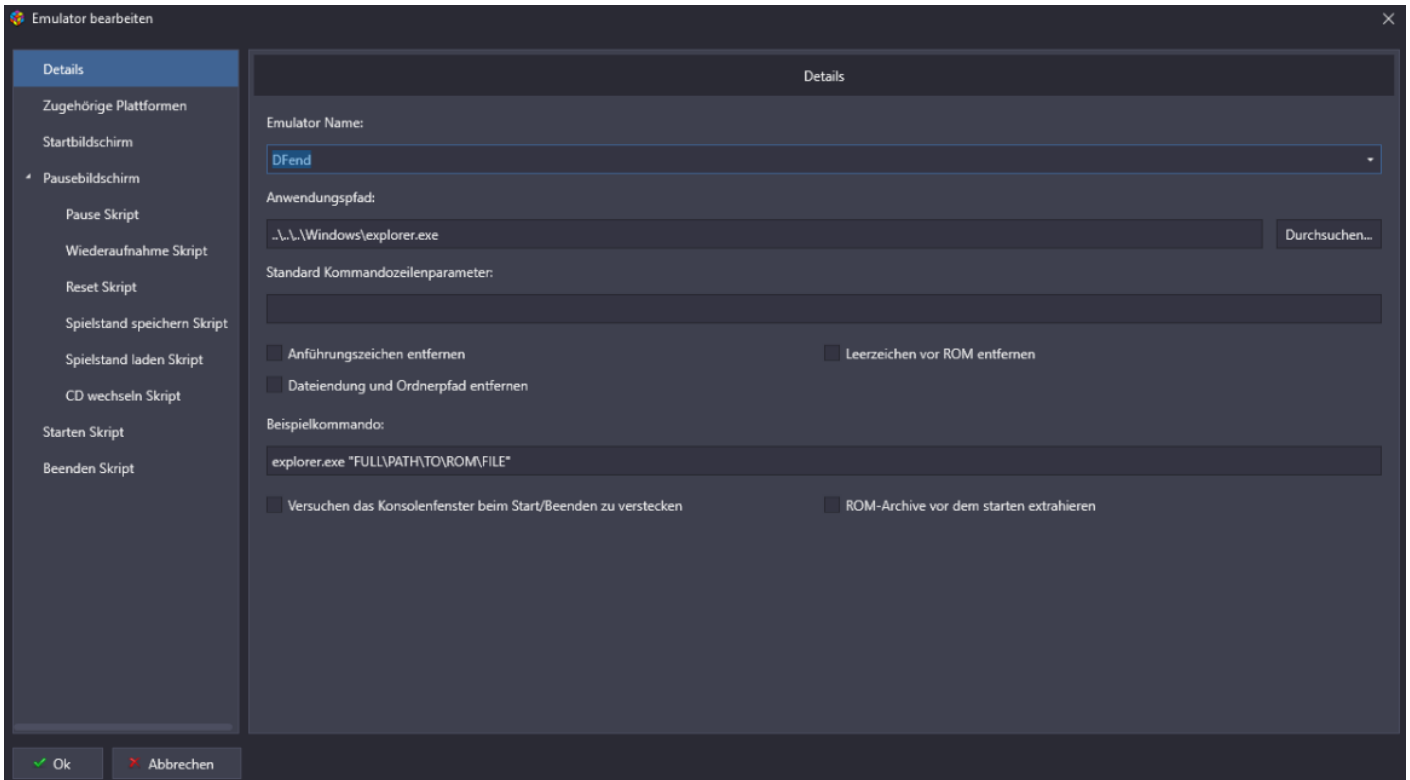 Emulator bearbeiten
Details
Zugehörige Plattformen
Startbildschirm
Pausebildschirm
Pause Skript
Wiederaufnahme Skript
Reset Skript
Spielstand speichern Skript
Spielstand laden Skript
CD wechseln Skript
Starten Skript
Beenden Skript
Details
Emulator Name:
DFend
Anwendungspfad:
..\..\..\Windows\explorer.exe
Durchsuchen...
Standard Kommandozeilenparameter:
Anführungszeichen entfernen
Leerzeichen vor ROM entfernen
Dateiendung und Ordnerpfad entfernen
Beispielkommando:
explorer.exe "FULL\PATH\TO\ROM\FILE"
Versuchen das Konsolenfenster beim Start/Beenden zu verstecken
ROM-Archive vor dem starten extrahieren
Ok
Abbrechen